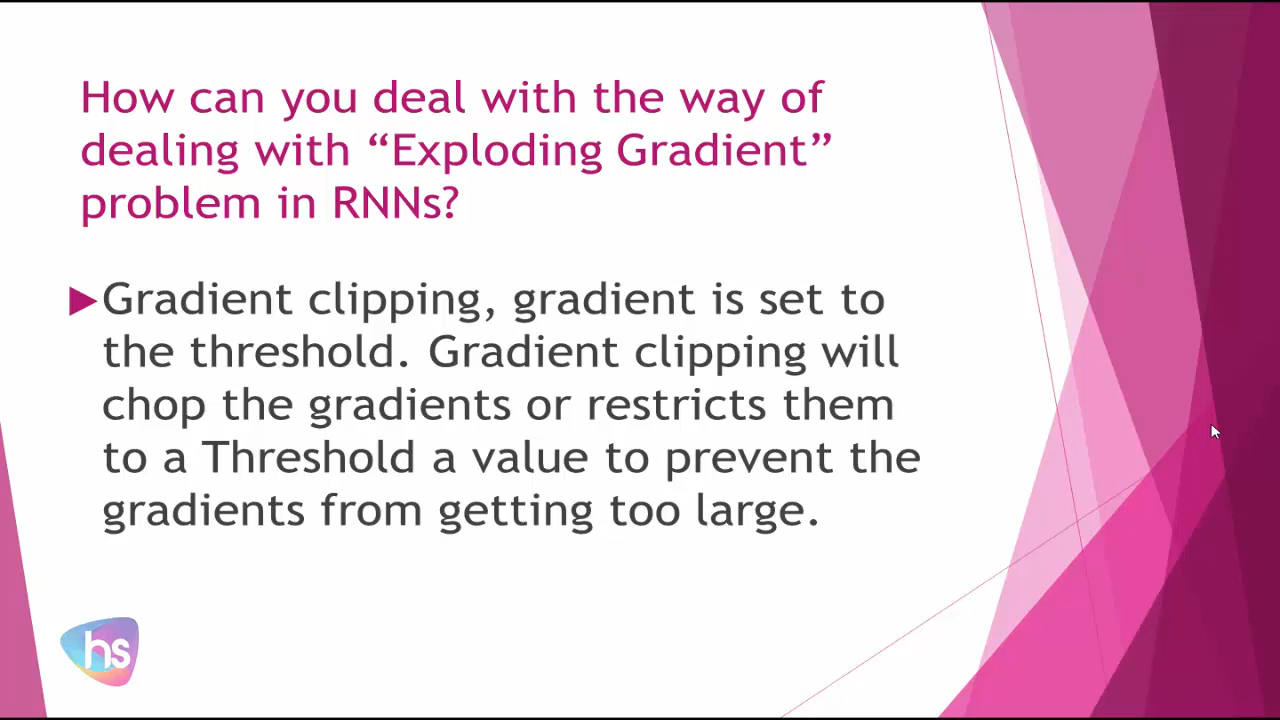 How can you deal with the way of
dealing with “Exploding Gradient”
problem in RNNs?
Gradient clipping, gradient is set to
the threshold. Gradient clipping will
chop the gradients or restricts them
to a Threshold a value to prevent the
gradients from getting too large.
hs